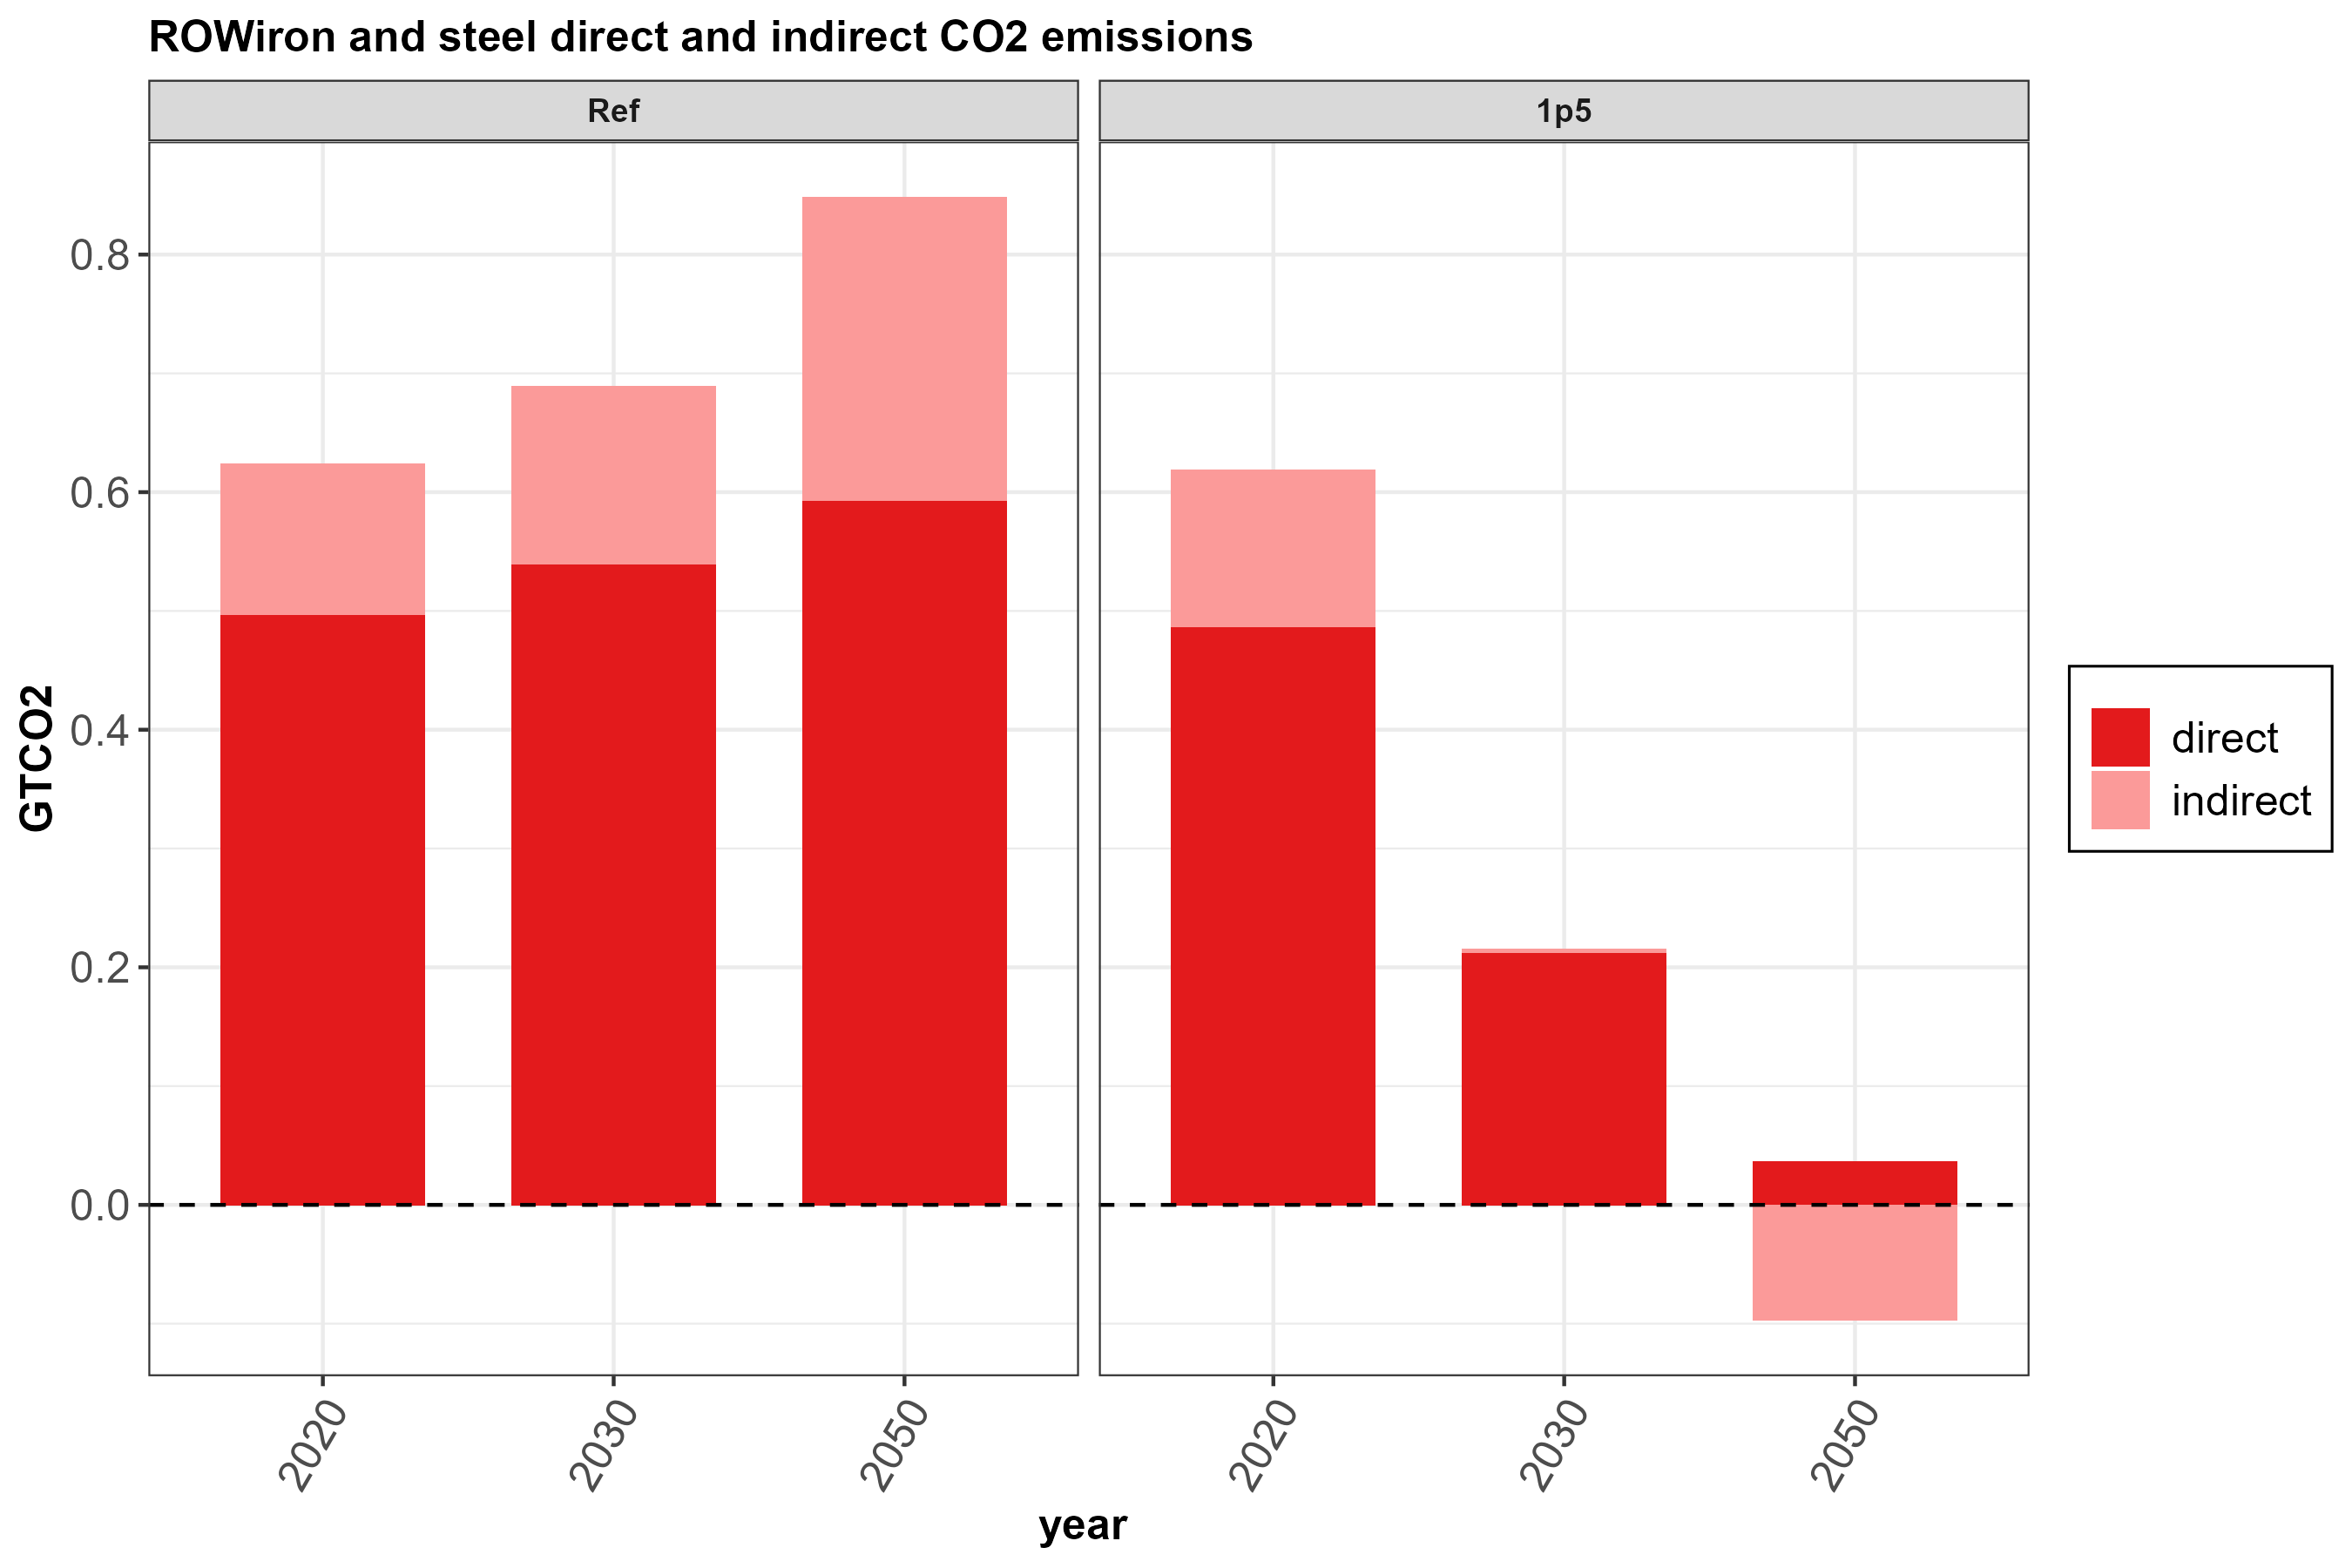 ROWiron and steel direct and indirect CO2 emissions
Ref
1p5
GTCO2
0.8
0.6
0.4
0.2
0.0
2020
2030
2050
2020
2030
2050
year
direct
indirect